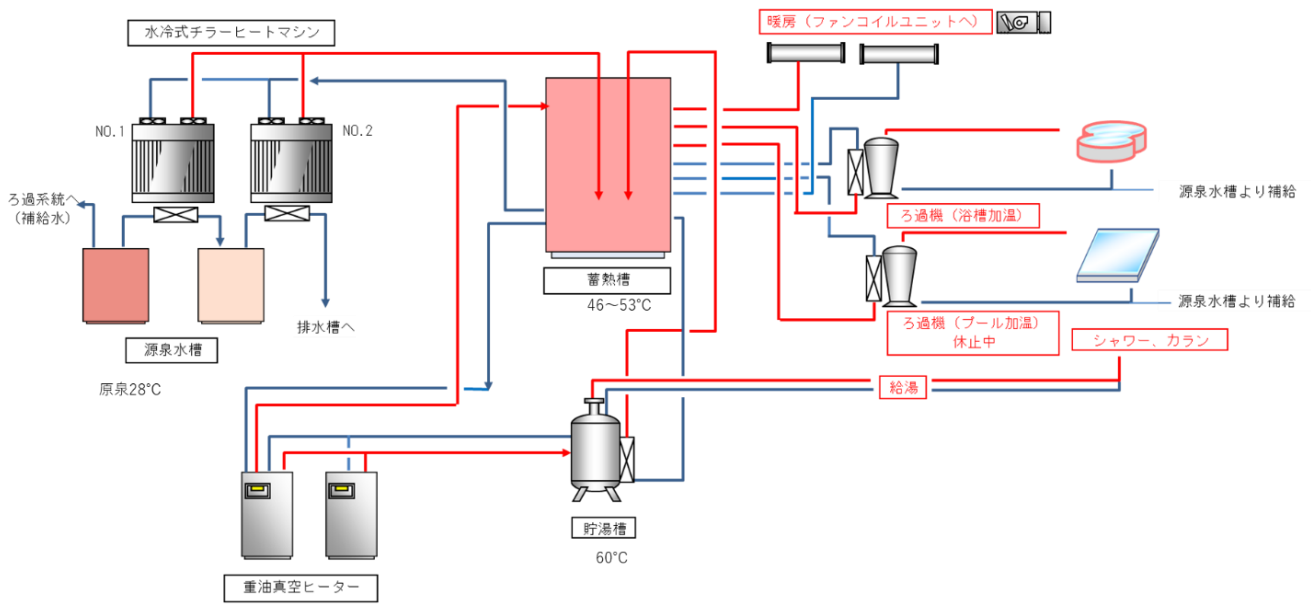 水冷式チラーヒートマシン
暖房（ファンコイルユニットへ）
NO.1
NO.2
ろ過系統へ
（補給水）
源泉水槽より補給
ろ過機（浴槽加温）
蓄熱槽
46～53°C
排水槽へ
源泉水槽より補給
ろ過機（プール加温）
休止中
シャワー、カラン
源泉水槽
原泉28°C
給湯
貯湯槽
60°C
重油真空ヒーター